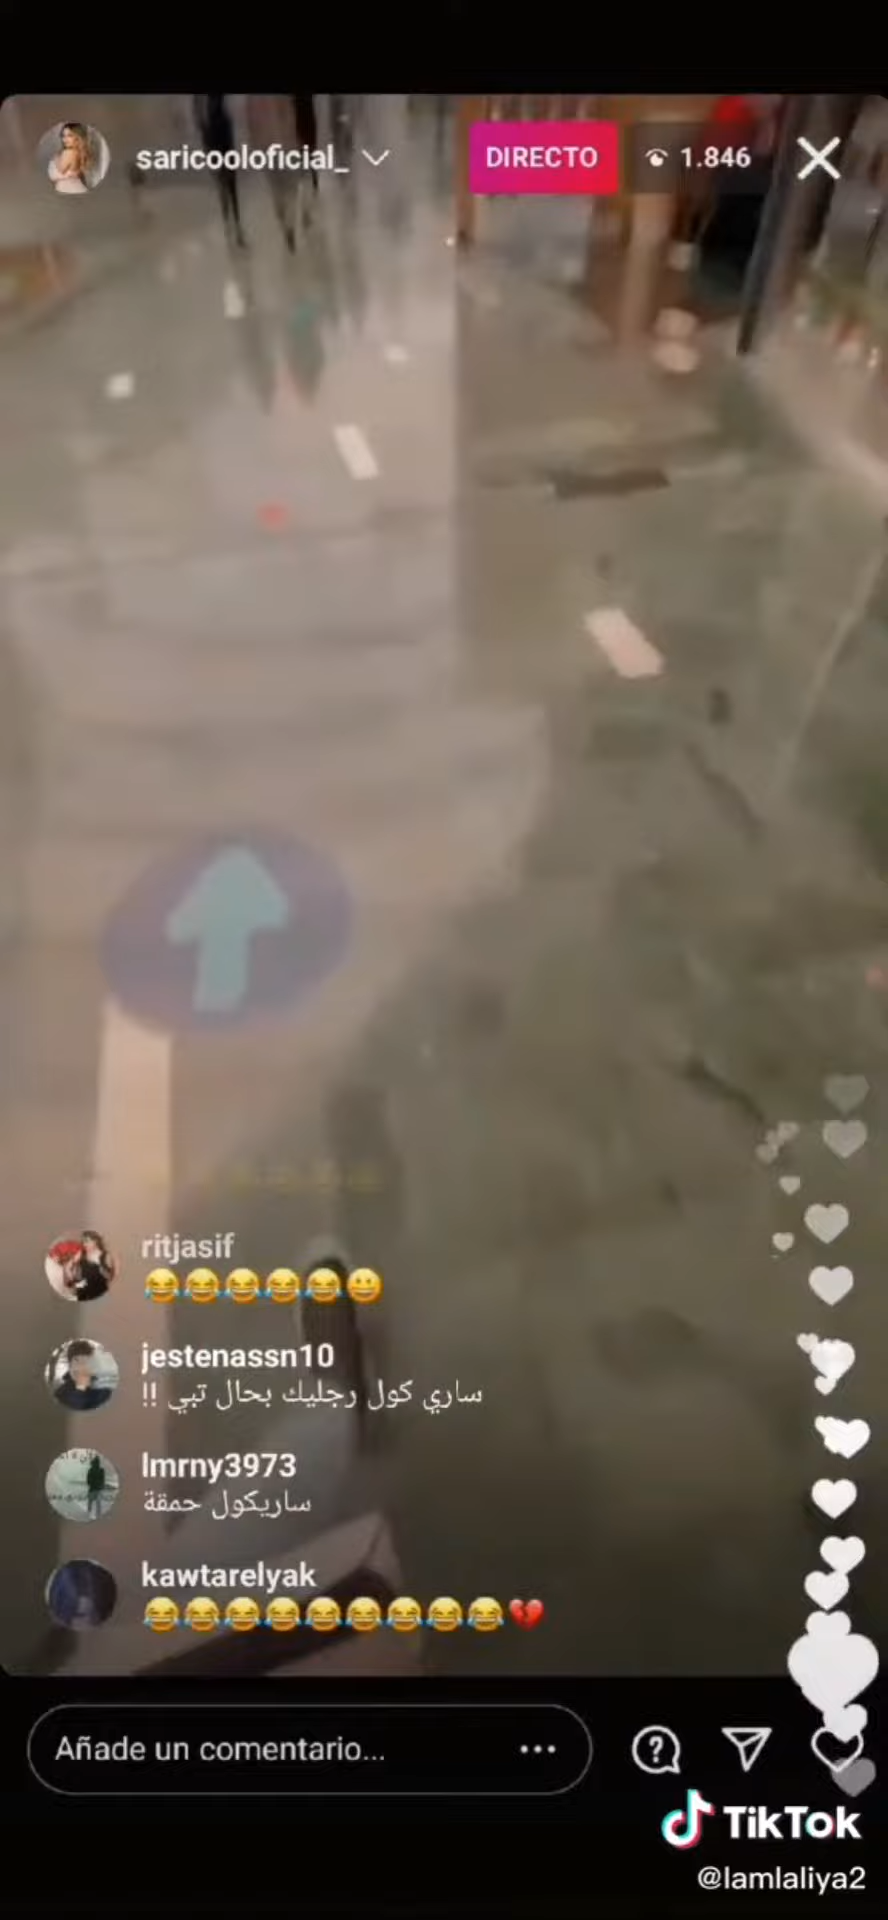 saricooloficial_
DIRECTO
1.846
ritjasif
😂😂😂😂😂😀
jestenassn10
ساري كول رجليك بحال تبي !!
lmrny3973
ساريكول حمقة
kawtarelyak
😂😂😂😂😂😂😂😂😂💔
Añade un comentario...
TikTok
@lamlaliya2